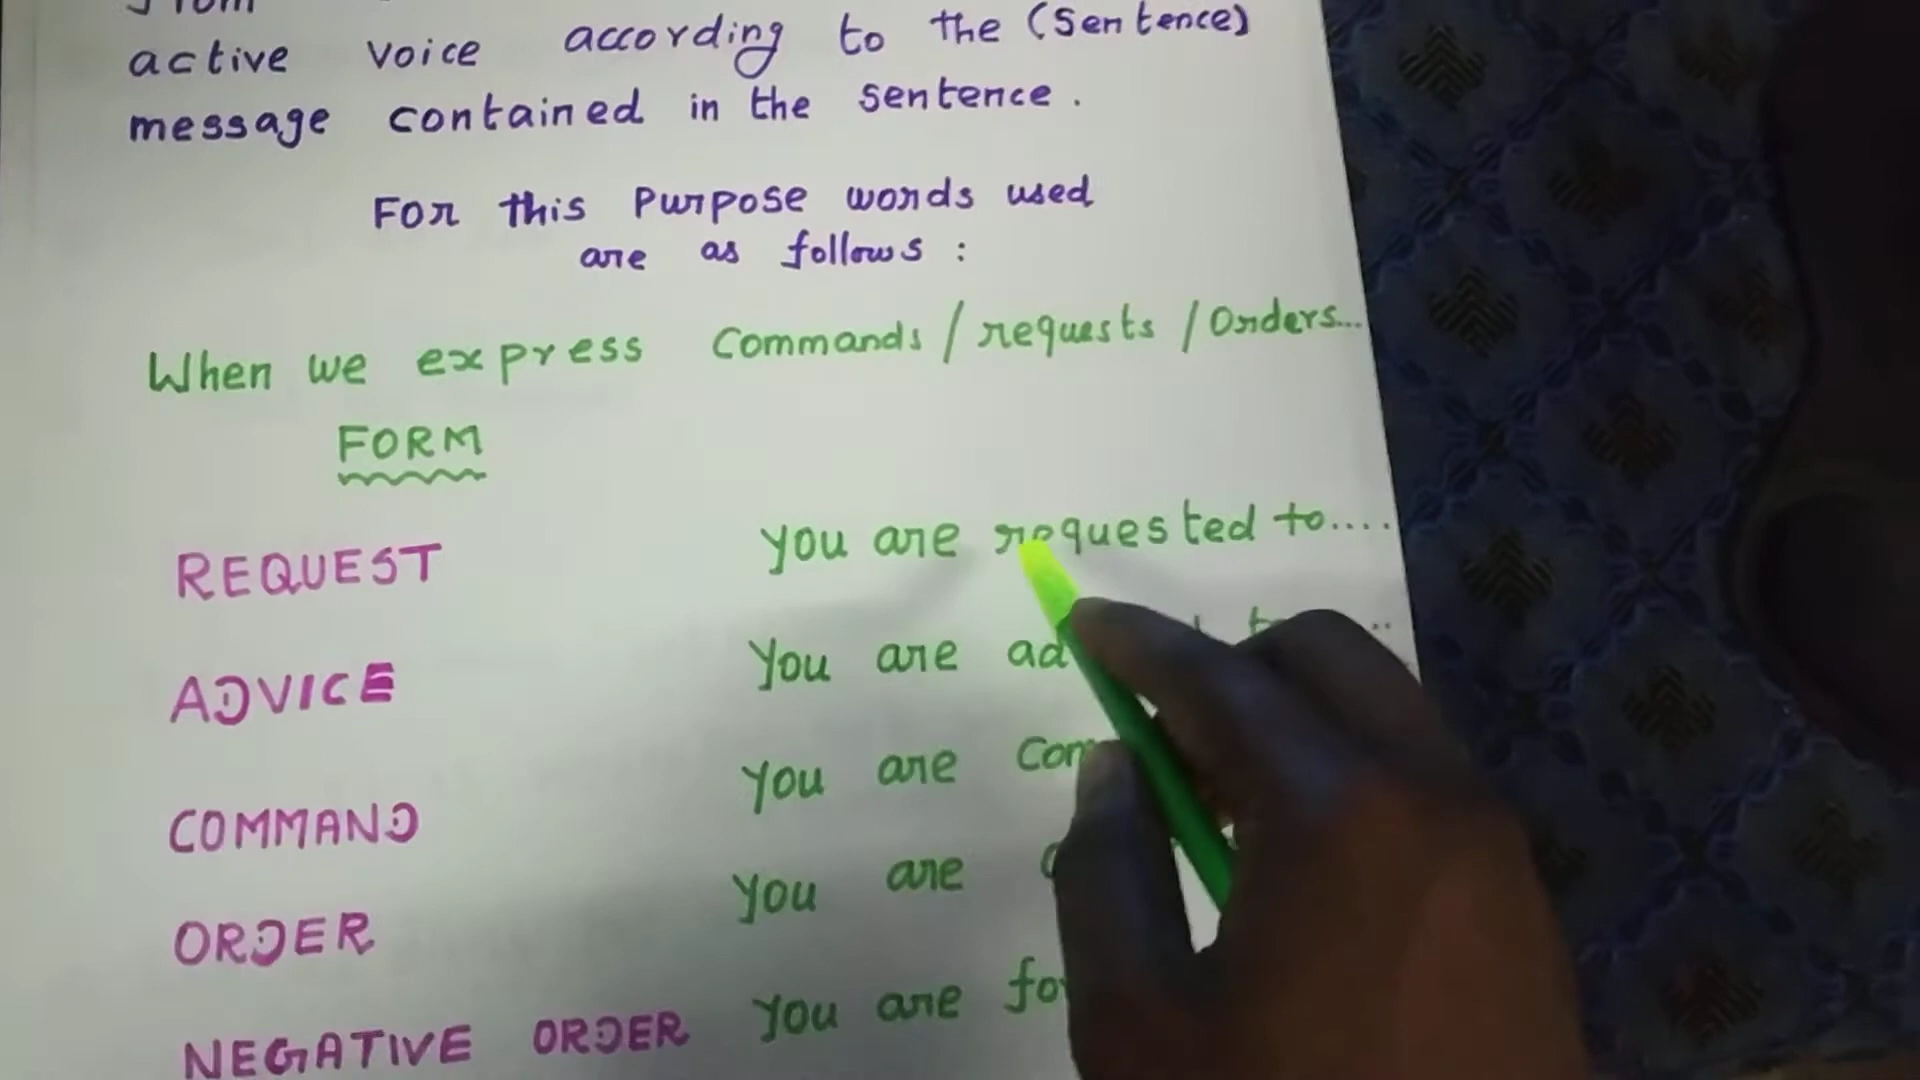 active voice according to the (Sentence)
message contained in the sentence.
For this Purpose words used
are as follows :
When we express Commands / requests / Orders...
FORM
REQUEST you are requested to....
ADVICE You are
COMMAND You are
ORDER You are
NEGATIVE ORDER You are